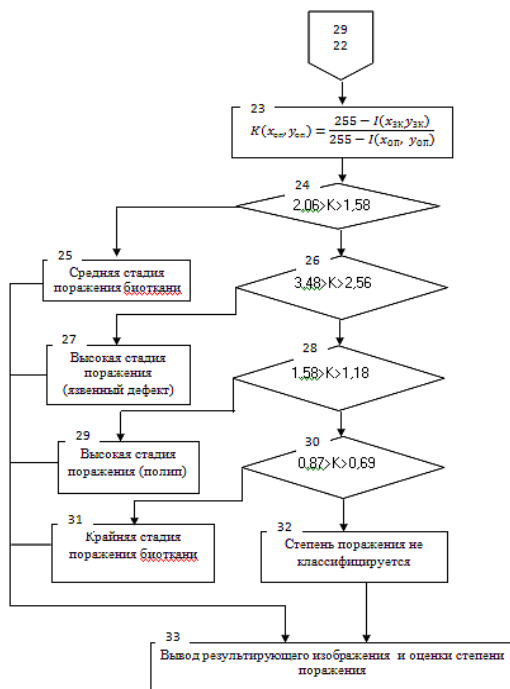 29
22
23
K(xоп, yоп) = 255 − I(xзк yзк) / 255 − I(xоп, yоп)
24
2,06>K>1,58
25
Средняя стадия
поражения биоткани
26
3,48>K>2,56
27
Высокая стадия
поражения
(язвенный дефект)
28
1,58>K>1,18
29
Высокая стадия
поражения (полип)
30
0,87>K>0,69
31
Крайняя стадия
поражения биоткани
32
Степень поражения не
классифицируется
33
Вывод результирующего изображения и оценки степени
поражения